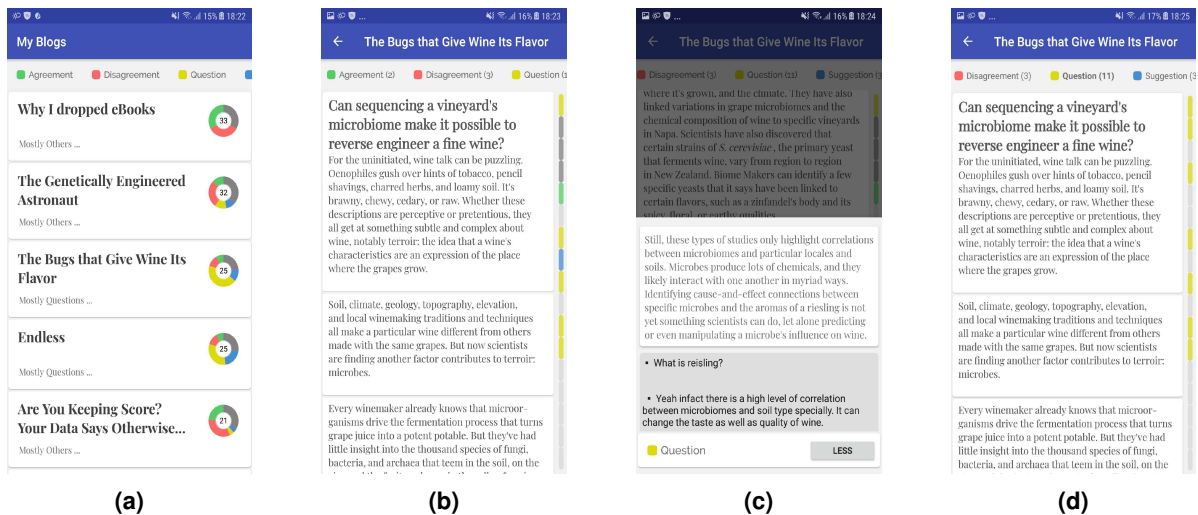 15% 18:22
My Blogs
Agreement Disagreement Question
Why I dropped eBooks
33
Mostly Others ...
The Genetically Engineered
Astronaut
32
Mostly Others ...
The Bugs that Give Wine Its
Flavor
25
Mostly Questions ...
Endless
25
Mostly Questions ...
Are You Keeping Score?
Your Data Says Otherwise...
21
Mostly Others ...
(a)
... 16% 18:23
The Bugs that Give Wine Its Flavor
Agreement (2) Disagreement (3) Question (1
Can sequencing a vineyard's
microbiome make it possible to
reverse engineer a fine wine?
For the uninitiated, wine talk can be puzzling.
Oenophiles gush over hints of tobacco, pencil
shavings, charred herbs, and loamy soil. It's
brawny, chewy, cedary, or raw. Whether these
descriptions are perceptive or pretentious, they
all get at something subtle and complex about
wine, notably terroir: the idea that a wine's
characteristics are an expression of the place
where the grapes grow.
Soil, climate, geology, topography, elevation,
and local winemaking traditions and techniques
all make a particular wine different from others
made with the same grapes. But now scientists
are finding another factor contributes to terroir:
microbes.
Every winemaker already knows that microor-
ganisms drive the fermentation process that turns
grape juice into a potent potable. But they've had
little insight into the thousand species of fungi,
bacteria, and archaea that teem in the soil, on the
(b)
... 16% 18:24
The Bugs that Give Wine Its Flavor
Disagreement (3) Question (11) Suggestion (3
where it's grown, and the climate. They have also
linked variations in grape microbiomes and the
chemical composition of wine to specific vineyards
in Napa. Scientists have also discovered that
certain strains of S. cerevisiae, the primary yeast
that ferments wine, vary from region to region
in New Zealand. Biome Makers can identify a few
specific yeasts that it says have been linked to
certain flavors, such as a zinfandel's body and its
spicy, floral, or earthy qualities.
Still, these types of studies only highlight correlations
between microbiomes and particular locales and
soils. Microbes produce lots of chemicals, and they
likely interact with one another in myriad ways.
Identifying cause-and-effect connections between
specific microbes and the aromas of a riesling is not
yet something scientists can do, let alone predicting
or even manipulating a microbe's influence on wine.
▪ What is reisling?
▪ Yeah infact there is a high level of correlation
between microbiomes and soil type specially. It can
change the taste as well as quality of wine.
Question LESS
(c)
... 17% 18:25
The Bugs that Give Wine Its Flavor
Disagreement (3) Question (11) Suggestion (3
Can sequencing a vineyard's
microbiome make it possible to
reverse engineer a fine wine?
For the uninitiated, wine talk can be puzzling.
Oenophiles gush over hints of tobacco, pencil
shavings, charred herbs, and loamy soil. It's
brawny, chewy, cedary, or raw. Whether these
descriptions are perceptive or pretentious, they
all get at something subtle and complex about
wine, notably terroir: the idea that a wine's
characteristics are an expression of the place
where the grapes grow.
Soil, climate, geology, topography, elevation,
and local winemaking traditions and techniques
all make a particular wine different from others
made with the same grapes. But now scientists
are finding another factor contributes to terroir:
microbes.
Every winemaker already knows that microor-
ganisms drive the fermentation process that turns
grape juice into a potent potable. But they've had
little insight into the thousand species of fungi,
bacteria, and archaea that teem in the soil, on the
(d)